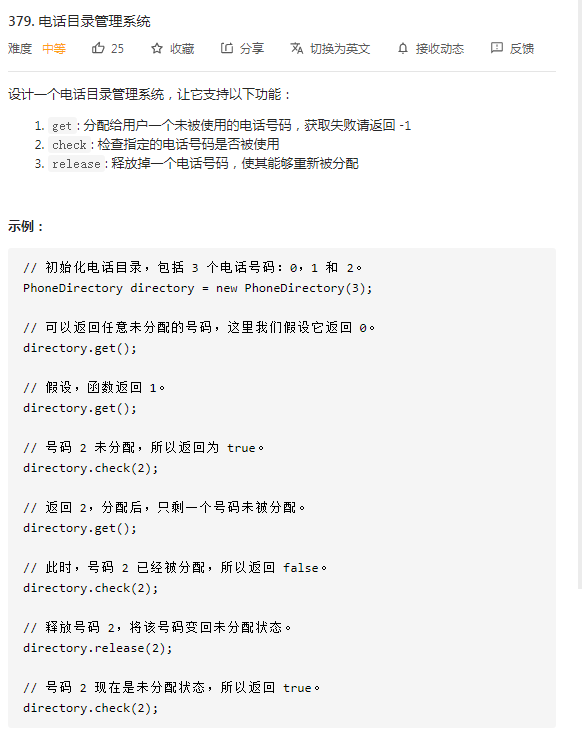 379. 电话目录管理系统
难度 中等 25 收藏 分享 切换为英文 接收动态 反馈
设计一个电话目录管理系统，让它支持以下功能：
1. get : 分配给用户一个未被使用的电话号码，获取失败请返回 -1
2. check : 检查指定的电话号码是否被使用
3. release : 释放掉一个电话号码，使其能够重新被分配
示例：
// 初始化电话目录，包括 3 个电话号码：0，1 和 2。
PhoneDirectory directory = new PhoneDirectory(3);
// 可以返回任意未分配的号码，这里我们假设它返回 0。
directory.get();
// 假设，函数返回 1。
directory.get();
// 号码 2 未分配，所以返回为 true。
directory.check(2);
// 返回 2，分配后，只剩一个号码未被分配。
directory.get();
// 此时，号码 2 已经被分配，所以返回 false。
directory.check(2);
// 释放号码 2，将该号码变回未分配状态。
directory.release(2);
// 号码 2 现在是未分配状态，所以返回 true。
directory.check(2);